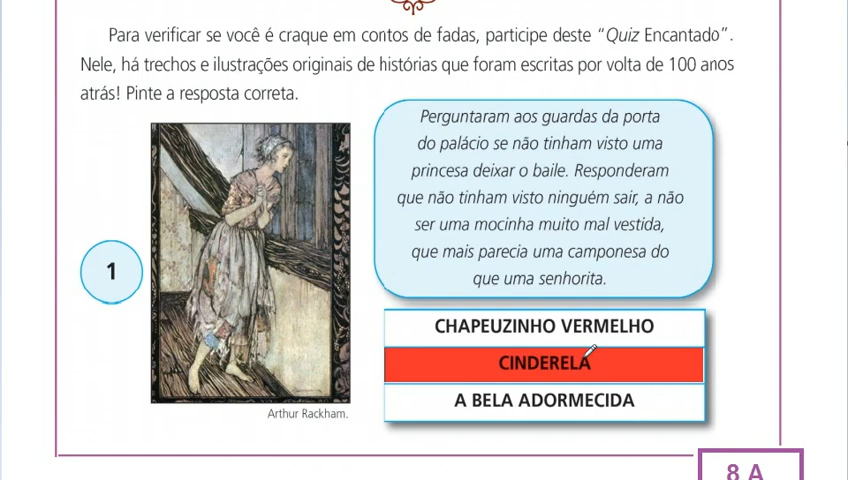 Para verificar se você é craque em contos de fadas, participe deste “Quiz Encantado”.
Nele, há trechos e ilustrações originais de histórias que foram escritas por volta de 100 anos
atrás! Pinte a resposta correta.
Perguntaram aos guardas da porta
do palácio se não tinham visto uma
princesa deixar o baile. Responderam
que não tinham visto ninguém sair, a não
ser uma mocinha muito mal vestida,
que mais parecia uma camponesa do
que uma senhorita.
1
CHAPEUZINHO VERMELHO
CINDERELA
A BELA ADORMECIDA
Arthur Rackham.
8 A